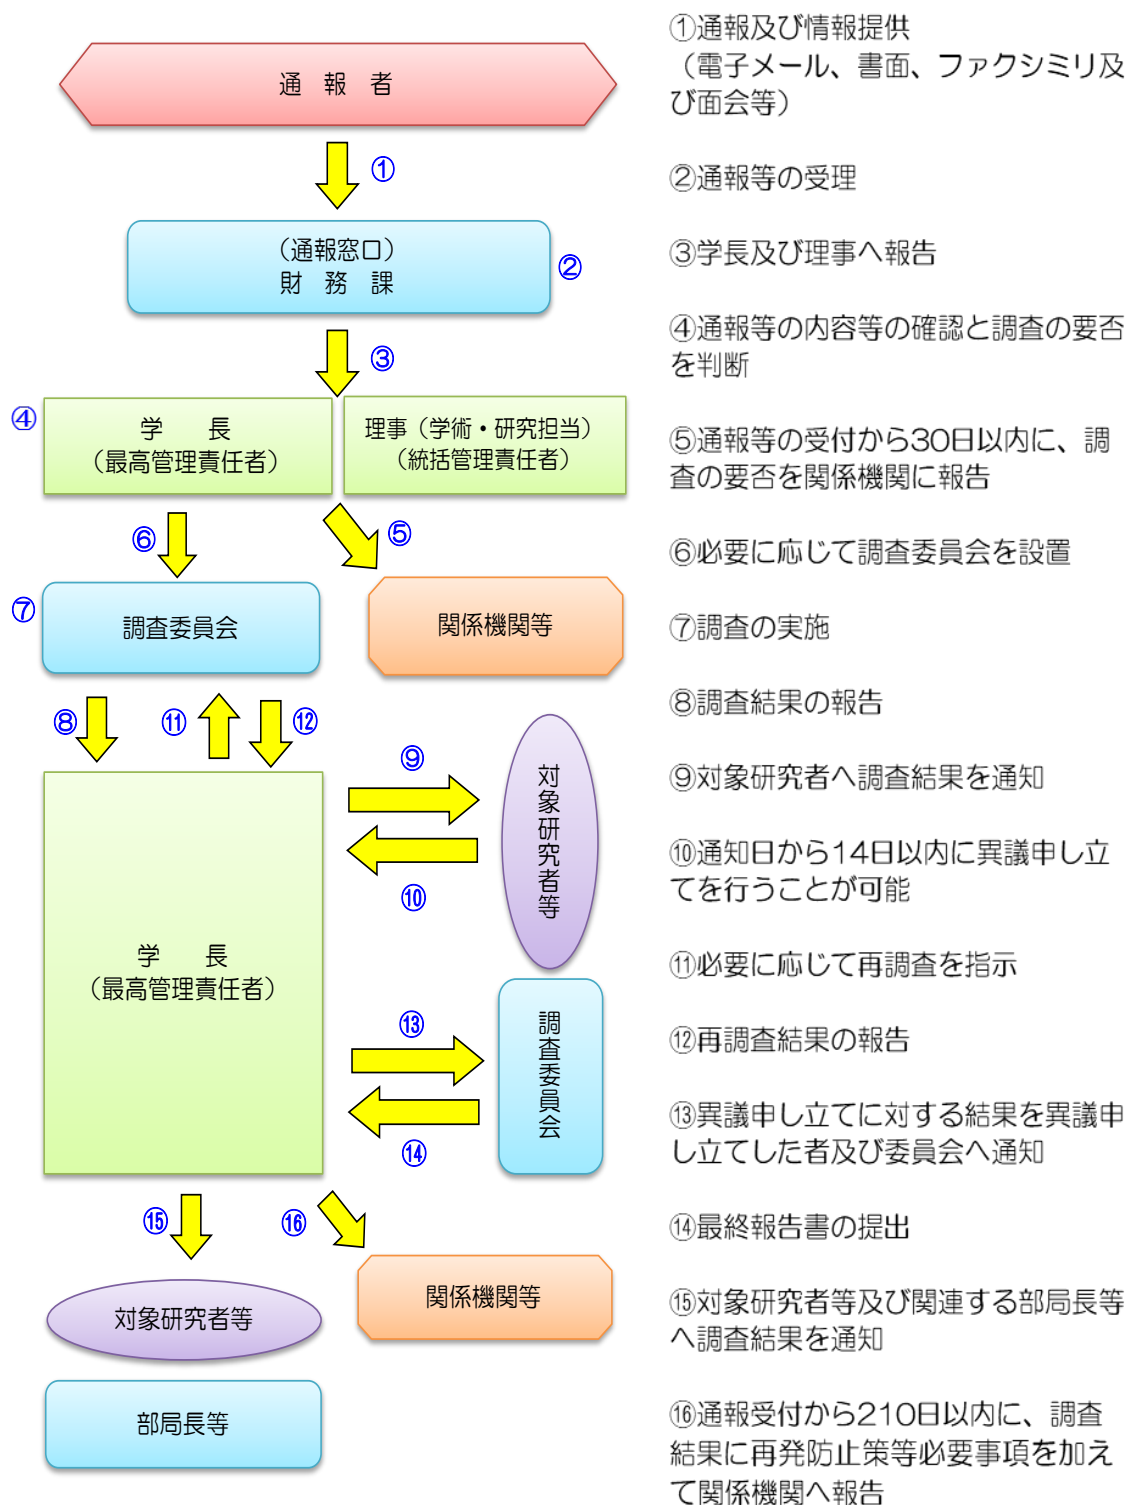 通　報　者
①
（通報窓口）
財　務　課
②
③
④
学　　長
（最高管理責任者）
理事（学術・研究担当）
（統括管理責任者）
⑥
⑤
⑦
調査委員会
関係機関等
⑧
⑪
⑫
⑨
対象研究者等
⑩
学　　長
（最高管理責任者）
⑬
調査委員会
⑭
⑮
⑯
対象研究者等
関係機関等
部局長等
①通報及び情報提供
（電子メール、書面、ファクシミリ及
び面会等）
②通報等の受理
③学長及び理事へ報告
④通報等の内容等の確認と調査の要否
を判断
⑤通報等の受付から30日以内に、調
査の要否を関係機関に報告
⑥必要に応じて調査委員会を設置
⑦調査の実施
⑧調査結果の報告
⑨対象研究者へ調査結果を通知
⑩通知日から14日以内に異議申し立
てを行うことが可能
⑪必要に応じて再調査を指示
⑫再調査結果の報告
⑬異議申し立てに対する結果を異議申
し立てした者及び委員会へ通知
⑭最終報告書の提出
⑮対象研究者等及び関連する部局長等
へ調査結果を通知
⑯通報受付から210日以内に、調査
結果に再発防止策等必要事項を加え
て関係機関へ報告